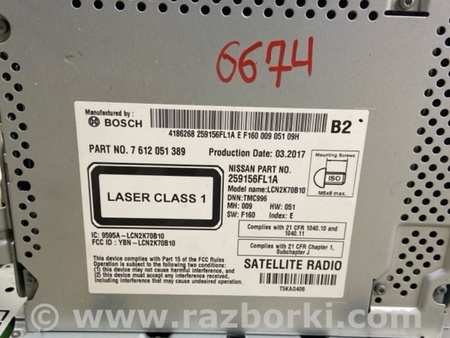 6674
Manufactured by :
BOSCH
4186268 259156FL1A E F160 009 051 09H
B2
PART NO. 7 612 051 389
Production Date: 03.2017
Mounting Screws
ISO
M5x8 max.
NISSAN PART NO.
259156FL1A
Model name:LCN2K70B10
DNN:TMC996
MH: 009 HW: 051
SW: F160 Index: E
LASER CLASS 1
Complies with 21 CFR 1040.10 and 1040.11
IC: 9595A-LCN2K70B10
FCC ID : YBN-LCN2K70B10
Complies with 21 CFR Chapter 1, Subchapter J
This device complies with Part 15 of the FCC Rules
Operation is subject to the following two conditions:
(1) this device may not cause harmful interference, and
(2) this device must accept any interference received,
including interference that may cause undesired operation.
SATELLITE RADIO
T5KA0408
www.razborki.com